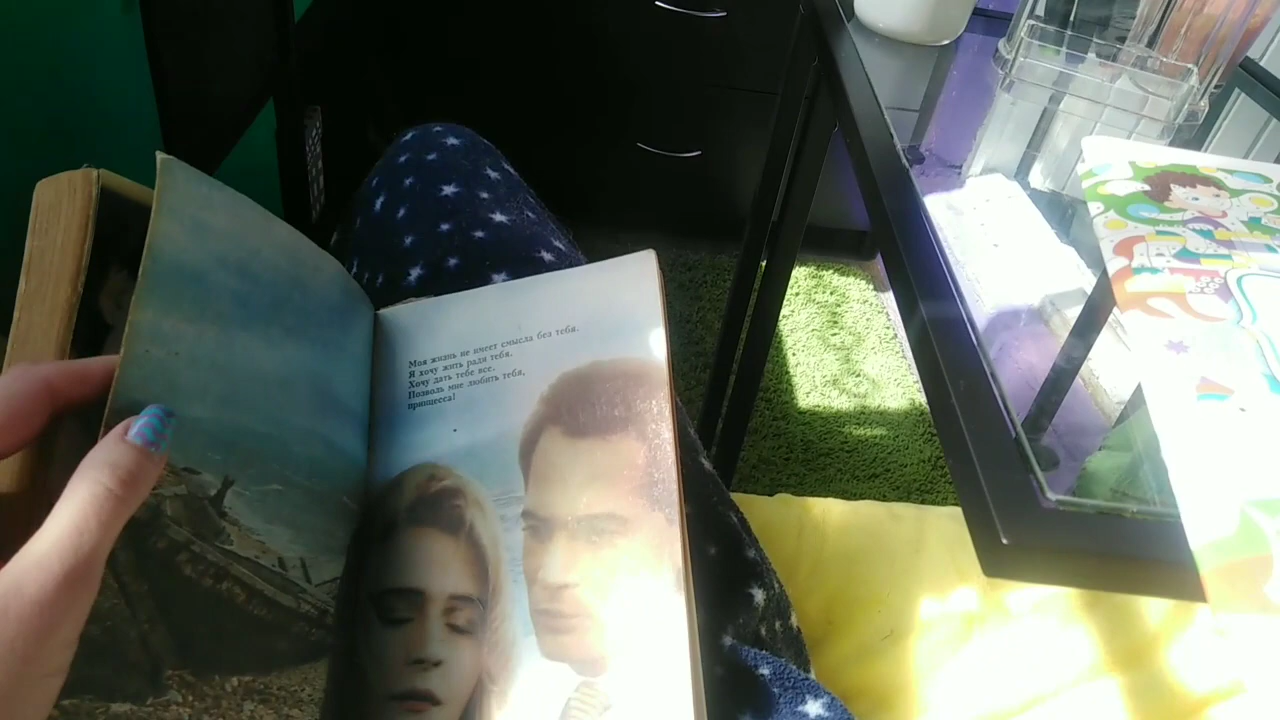 Моя жизнь не имеет смысла без тебя.
Я хочу жить ради тебя.
Хочу дать тебе все.
Позволь мне любить тебя,
принцесса!